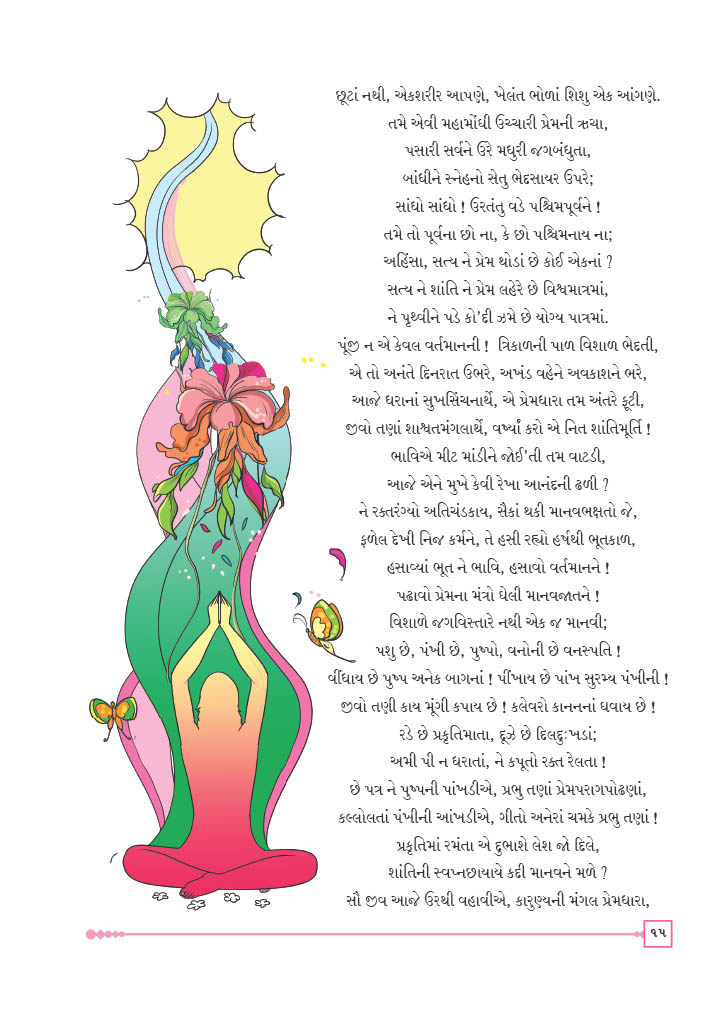 છૂટાં નથી, એકશરીર આપણે, ખેલંત ભોળાં શિશુ એક આંગણે.
તમે એવી મહામોંઘી ઉચ્ચારી પ્રેમની ઋચા,
પસારી સર્વને ઉરે મધુરી જગબંધુતા,
બાંધીને સ્નેહનો સેતુ ભેદસાયર ઉપરે;
સાંધો સાંધો ! ઉરતંતુ વડે પશ્ચિમપૂર્વને !
તમે તો પૂર્વના છો ના, કે છો પશ્ચિમનાય ના;
અહિંસા, સત્ય ને પ્રેમ થોડાં છે કોઈ એકનાં ?
સત્ય ને શાંતિ ને પ્રેમ લહેરે છે વિશ્વમાત્રમાં,
ને પૃથ્વીને પડે કો’દી ઝમે છે યોગ્ય પાત્રમાં.
પૂંજી ન એ કેવલ વર્તમાનની ! ત્રિકાળની પાળ વિશાળ ભેદતી,
એ તો અનંતે દિનરાત ઉભરે, અખંડ વહેને અવકાશને ભરે,
આજે ધરાનાં સુખસિંચનાર્થે, એ પ્રેમધારા તમ અંતરે ફૂટી,
જીવો તણાં શાશ્વતમંગલાર્થે, વર્ષ્યાં કરો એ નિત શાંતિમૂર્તિ !
ભાવિએ મીટ માંડીને જોઈ’તી તમ વાટડી,
આજે એને મુખે કેવી રેખા આનંદની ઢળી ?
ને રક્તરંગ્યો અતિચંડકાય, સૈકાં થકી માનવભક્ષતો જે,
ફળેલ દેખી નિજ કર્મને, તે હસી રહ્યો હર્ષથી ભૂતકાળ,
હસાવ્યાં ભૂત ને ભાવિ, હસાવો વર્તમાનને !
પઢાવો પ્રેમના મંત્રો ઘેલી માનવજાતને !
વિશાળે જગવિસ્તારે નથી એક જ માનવી;
પશુ છે, પંખી છે, પુષ્પો, વનોની છે વનસ્પતિ !
વીંધાય છે પુષ્પ અનેક બાગનાં ! પીંખાય છે પાંખ સુરમ્ય પંખીની !
જીવો તણી કાય મૂંગી કપાય છે ! કલેવરો કાનનનાં ઘવાય છે !
રડે છે પ્રકૃતિમાતા, દૂઝે છે દિલદુઃખડાં;
અમી પી ન ધરાતાં, ને કપૂતો રક્ત રેલતા !
છે પત્ર ને પુષ્પની પાંખડીએ, પ્રભુ તણાં પ્રેમપરાગપોઢણાં,
કલ્લોલતાં પંખીની આંખડીએ, ગીતો અનેરાં ચમકે પ્રભુ તણાં !
પ્રકૃતિમાં રમંતા એ દુભાશે લેશ જો દિલે,
શાંતિની સ્વપ્નછાયાયે કદી માનવને મળે ?
સૌ જીવ આજે ઉરથી વહાવીએ, કારુણ્યની મંગલ પ્રેમધારા,
૧૫